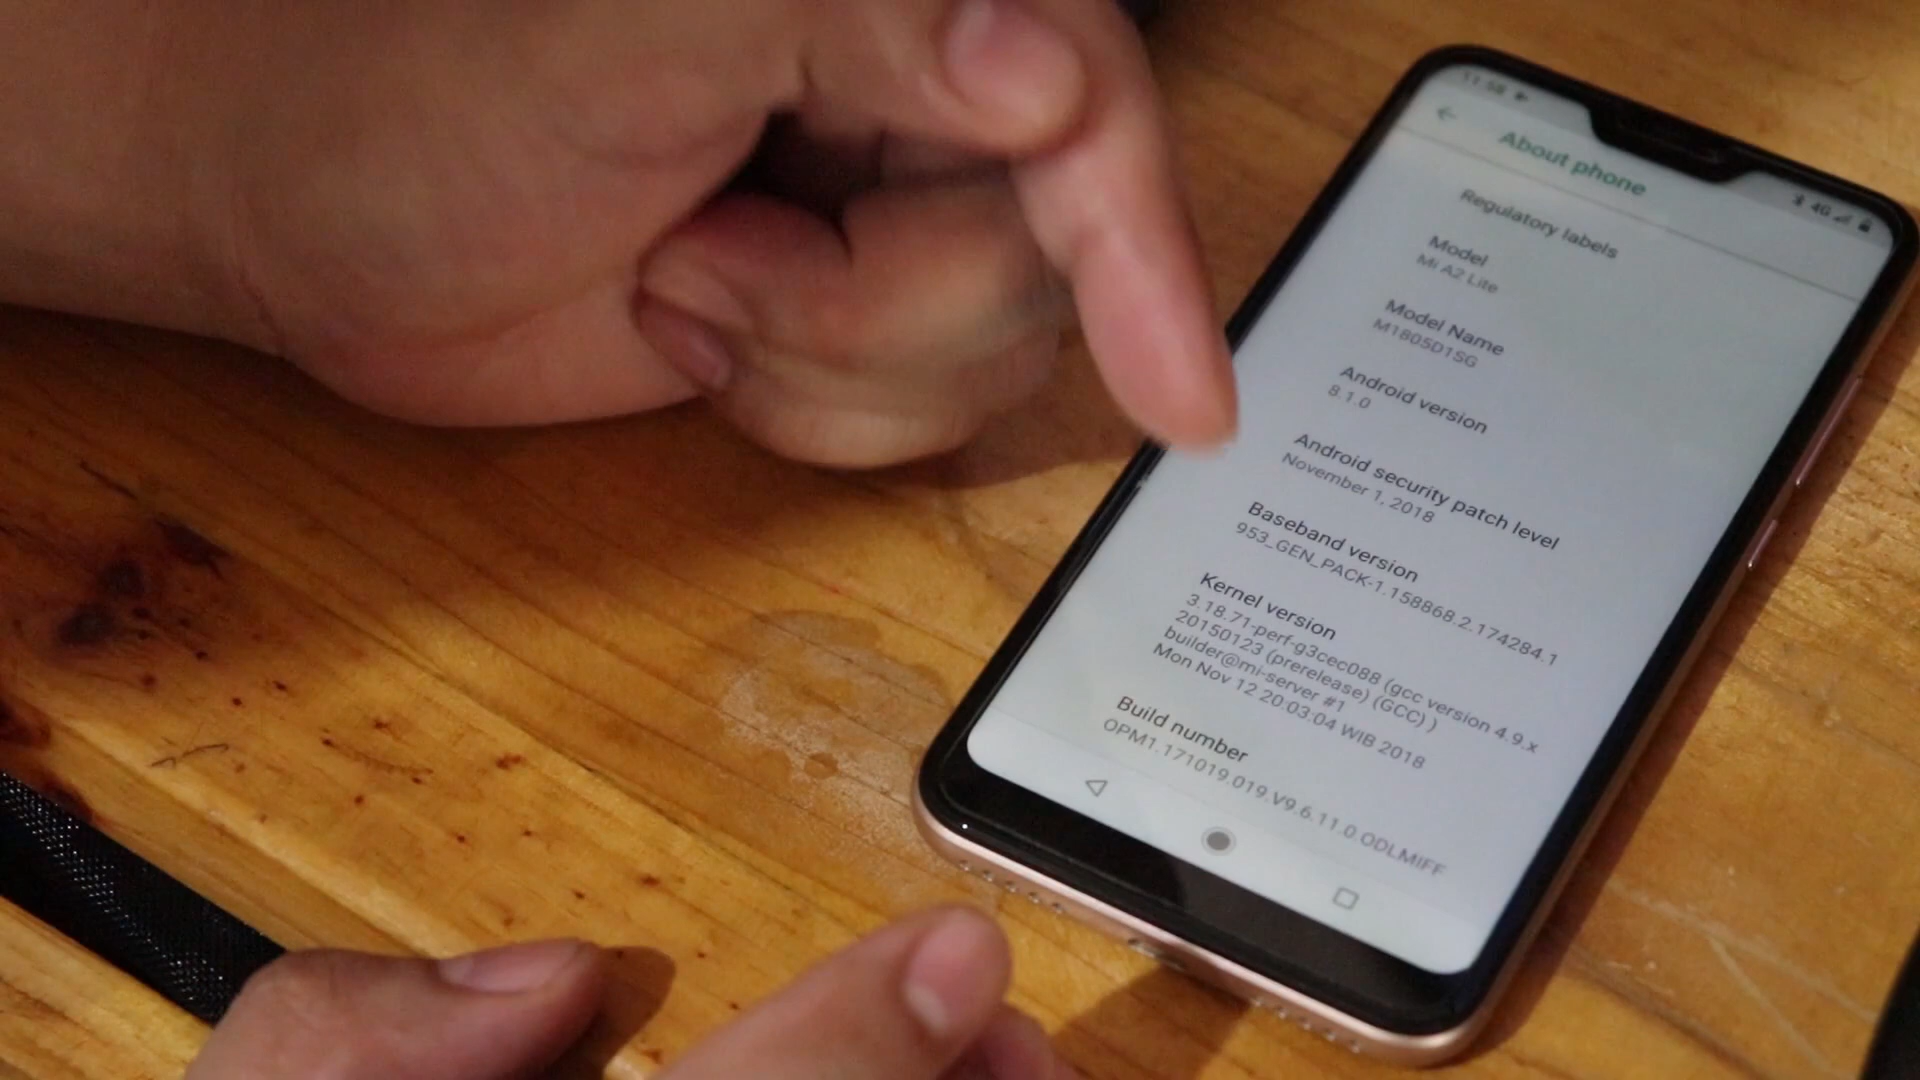 11:58
About phone
4G
Regulatory labels
Model
Mi A2 Lite
Model Name
M1805D1SG
Android version
8.1.0
Android security patch level
November 1, 2018
Baseband version
953_GEN_PACK-1.158868.2.174284.1
Kernel version
3.18.71-perf-g3cec088 (gcc version 4.9.x
20150123 (prerelease) (GCC) )
builder@mi-server #1
Mon Nov 12 20:03:04 WIB 2018
Build number
OPM1.171019.019.V9.6.11.0.ODLMIFF